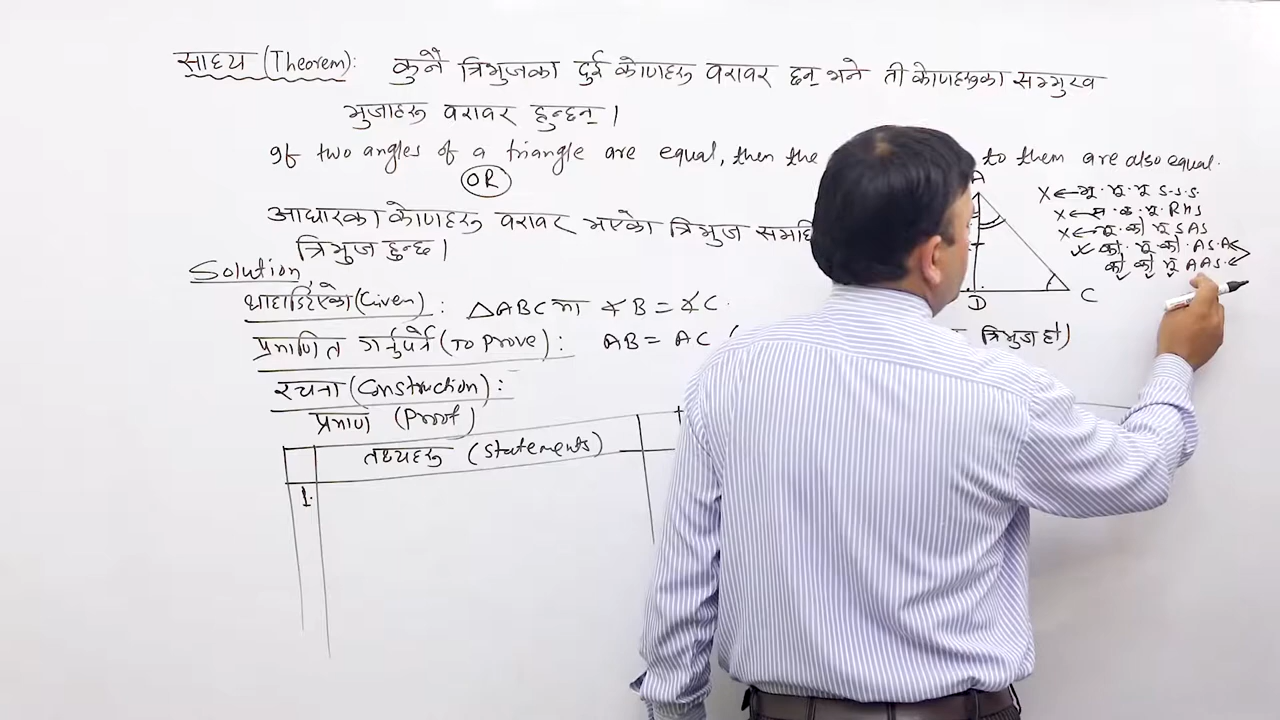 साध्य (Theorem): कुनै त्रिभुजका दुई कोणहरू बराबर छन् भने ती कोणहरूका सम्मुख
भुजाहरू बराबर हुन्छन् ।
If two angles of a triangle are equal, then the to them are also equal.
OR
आधारका कोणहरू बराबर भएको त्रिभुज
त्रिभुज हुन्छ ।
Solution
थाहादिएको (Given) : △ABC मा ∡B = ∡C.
प्रमाणित गर्नुपर्ने (To Prove) : AB = AC ( त्रिभुज हो)
रचना (Construction) :
प्रमाण (Proof)
तथ्यहरू (Statements)
1.
A
D
C
X ← भु. भु. भु S.S.S.
X ← स. क. भु. RHS
X ← भु. को भु SAS
को. भु. को. A.S.A
को को भु A A S.